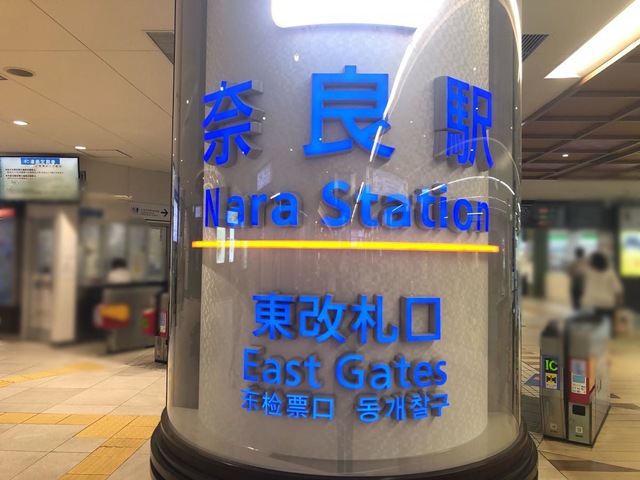 奈良駅
Nara Station
東改札口
East Gates
东检票口 동개찰구
IC